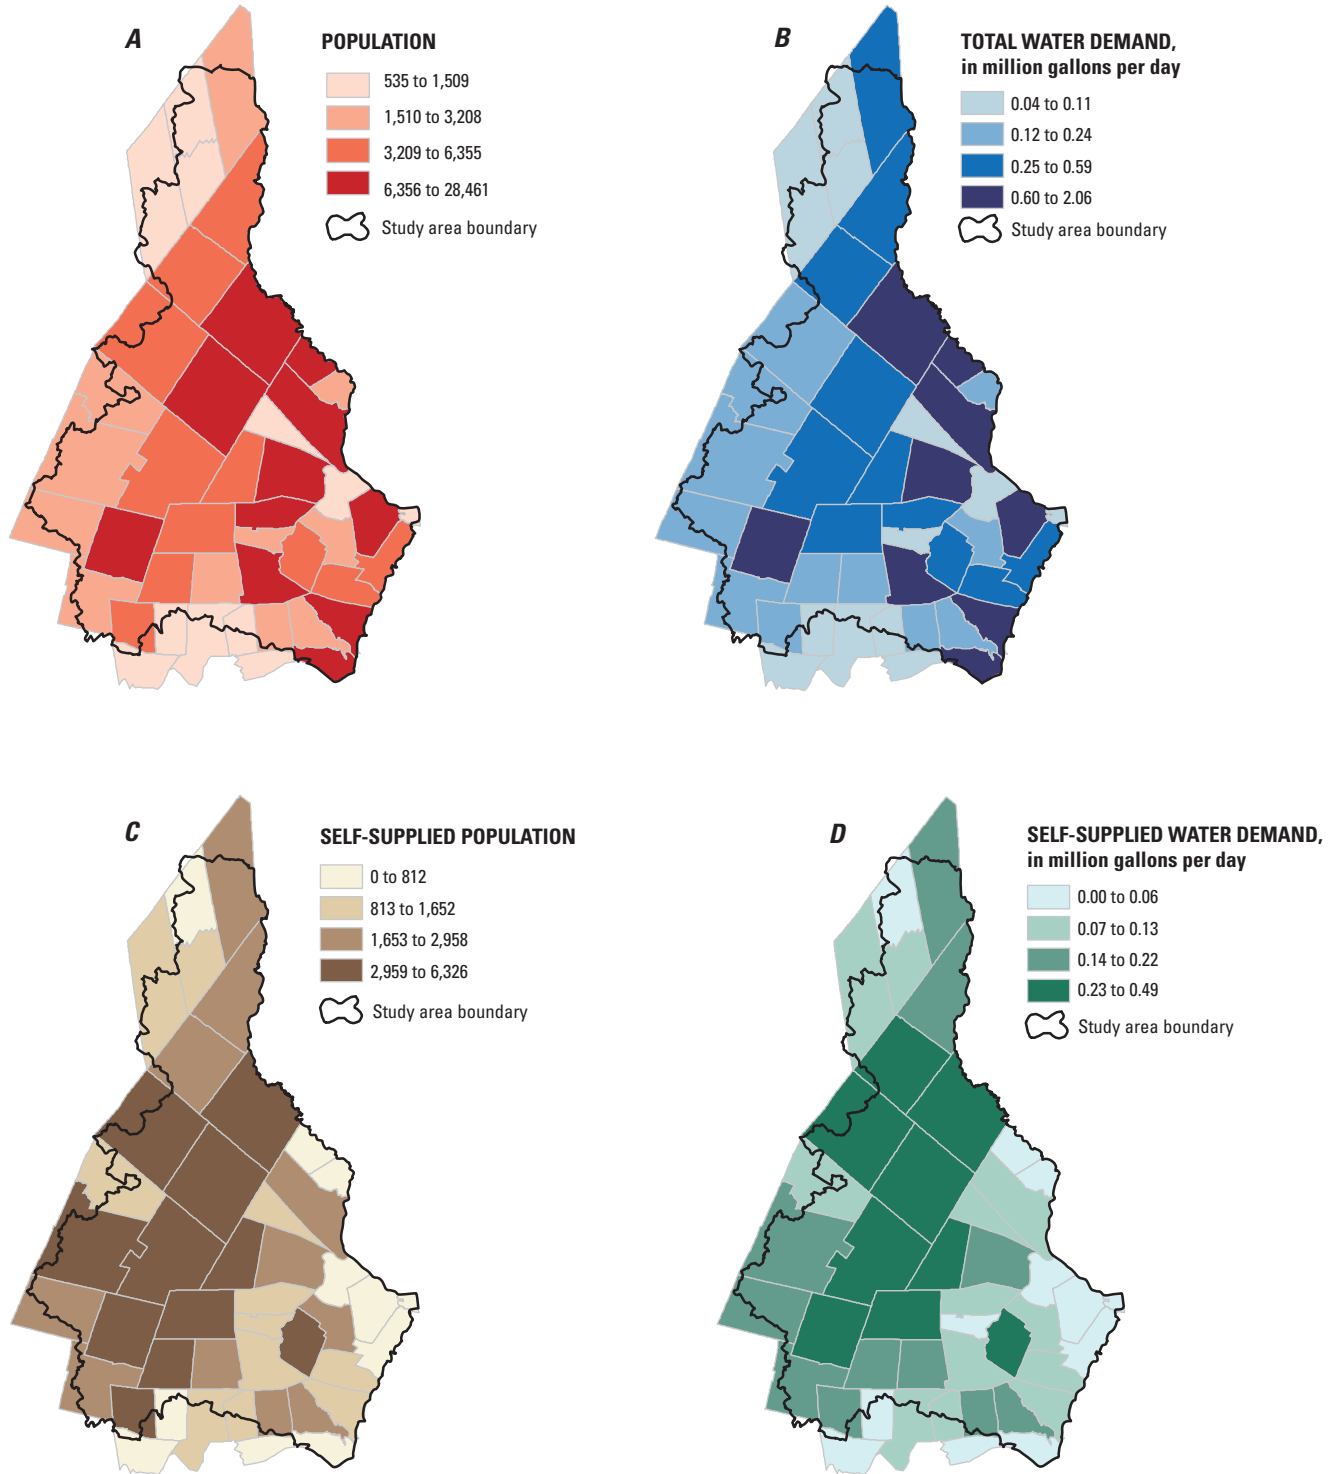 A
POPULATION
535 to 1,509
1,510 to 3,208
3,209 to 6,355
6,356 to 28,461
Study area boundary
B
TOTAL WATER DEMAND,
in million gallons per day
0.04 to 0.11
0.12 to 0.24
0.25 to 0.59
0.60 to 2.06
Study area boundary
C
SELF-SUPPLIED POPULATION
0 to 812
813 to 1,652
1,653 to 2,958
2,959 to 6,326
Study area boundary
D
SELF-SUPPLIED WATER DEMAND,
in million gallons per day
0.00 to 0.06
0.07 to 0.13
0.14 to 0.22
0.23 to 0.49
Study area boundary